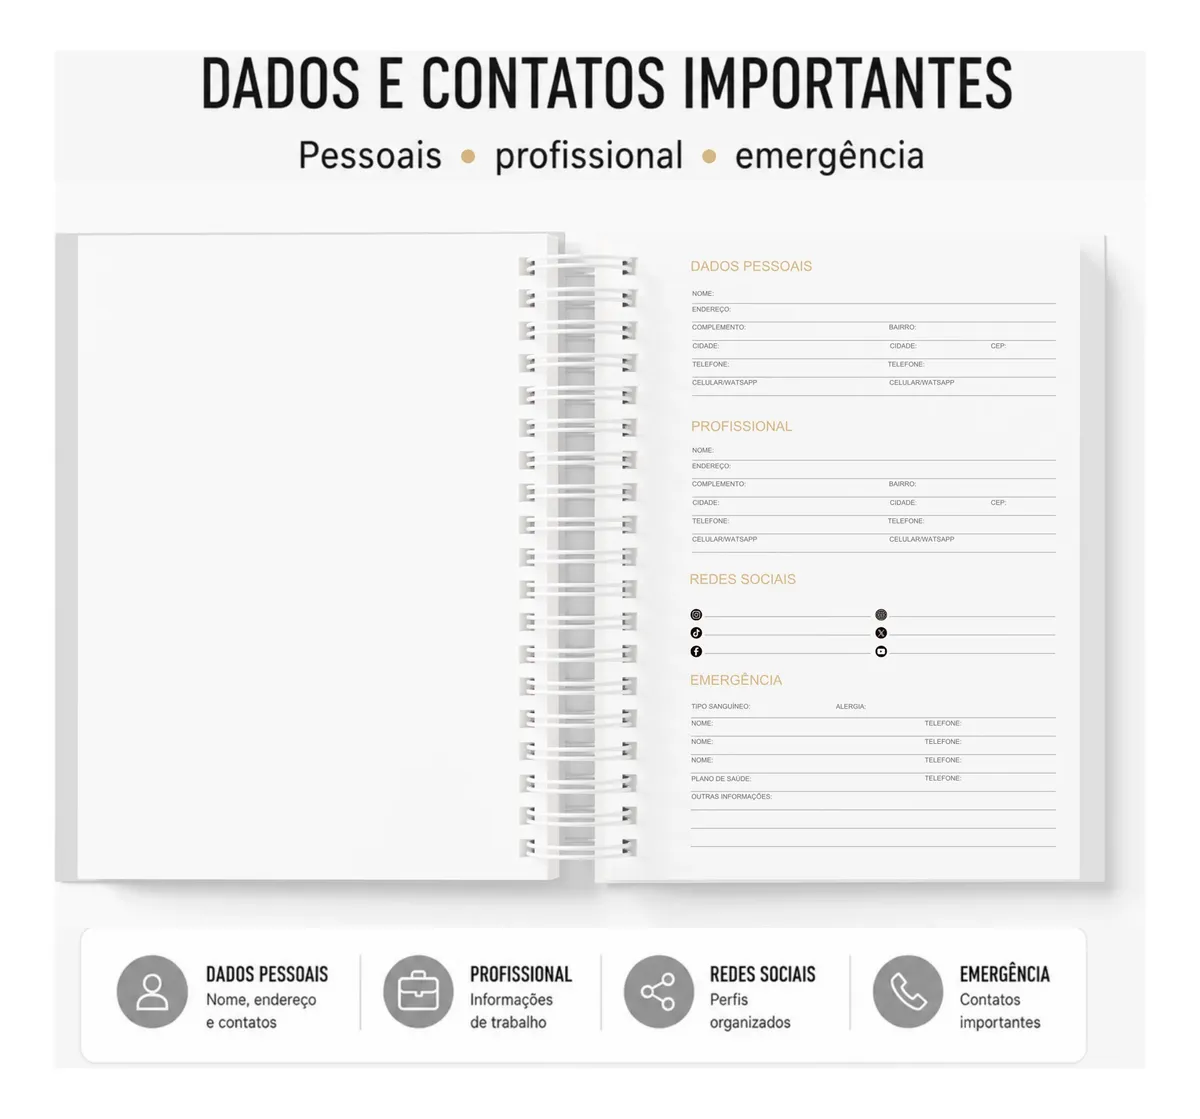 DADOS E CONTATOS IMPORTANTES
Pessoais • profissional • emergência
DADOS PESSOAIS
NOME:
ENDEREÇO:
COMPLEMENTO: BAIRRO:
CIDADE: CIDADE: CEP:
TELEFONE: TELEFONE:
CELULAR/WATSAPP CELULAR/WATSAPP
PROFISSIONAL
NOME:
ENDEREÇO:
COMPLEMENTO: BAIRRO:
CIDADE: CIDADE: CEP:
TELEFONE: TELEFONE:
CELULAR/WATSAPP CELULAR/WATSAPP
REDES SOCIAIS
EMERGÊNCIA
TIPO SANGUÍNEO: ALERGIA:
NOME: TELEFONE:
NOME: TELEFONE:
NOME: TELEFONE:
PLANO DE SAÚDE: TELEFONE:
OUTRAS INFORMAÇÕES:
DADOS PESSOAIS
Nome, endereço
e contatos
PROFISSIONAL
Informações
de trabalho
REDES SOCIAIS
Perfis
organizados
EMERGÊNCIA
Contatos
importantes